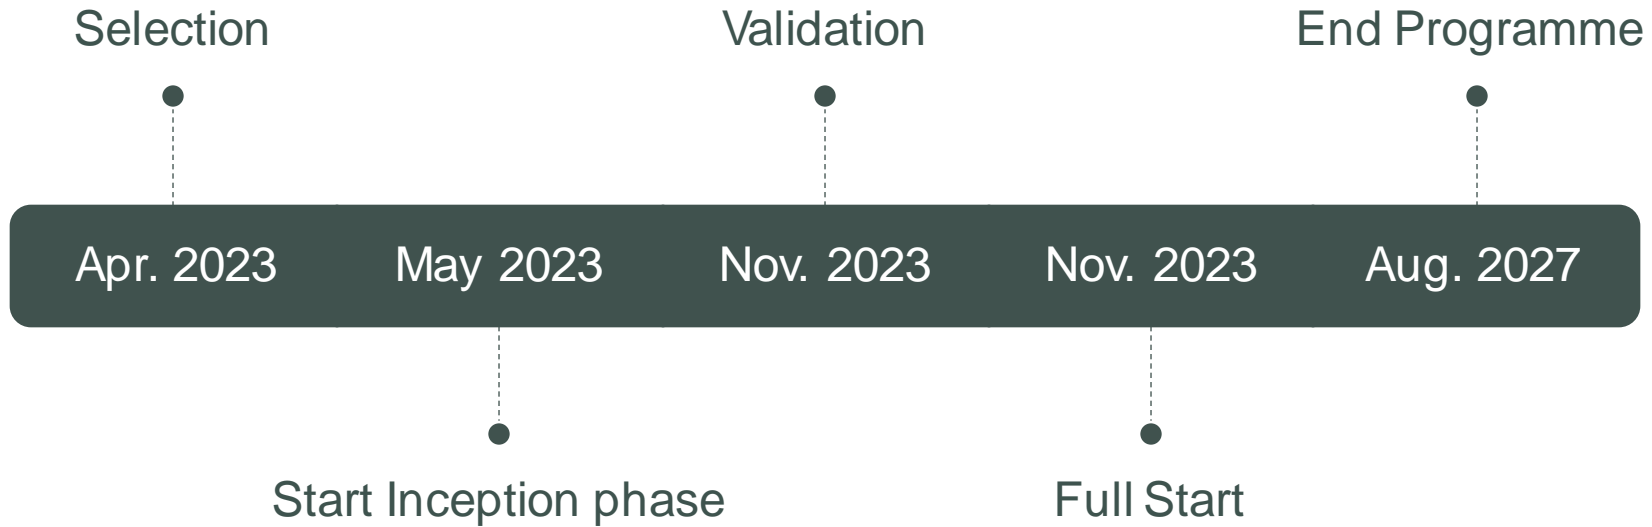 Selection
Validation
End Programme
Apr. 2023
May 2023
Nov. 2023
Nov. 2023
Aug. 2027
Start Inception phase
Full Start